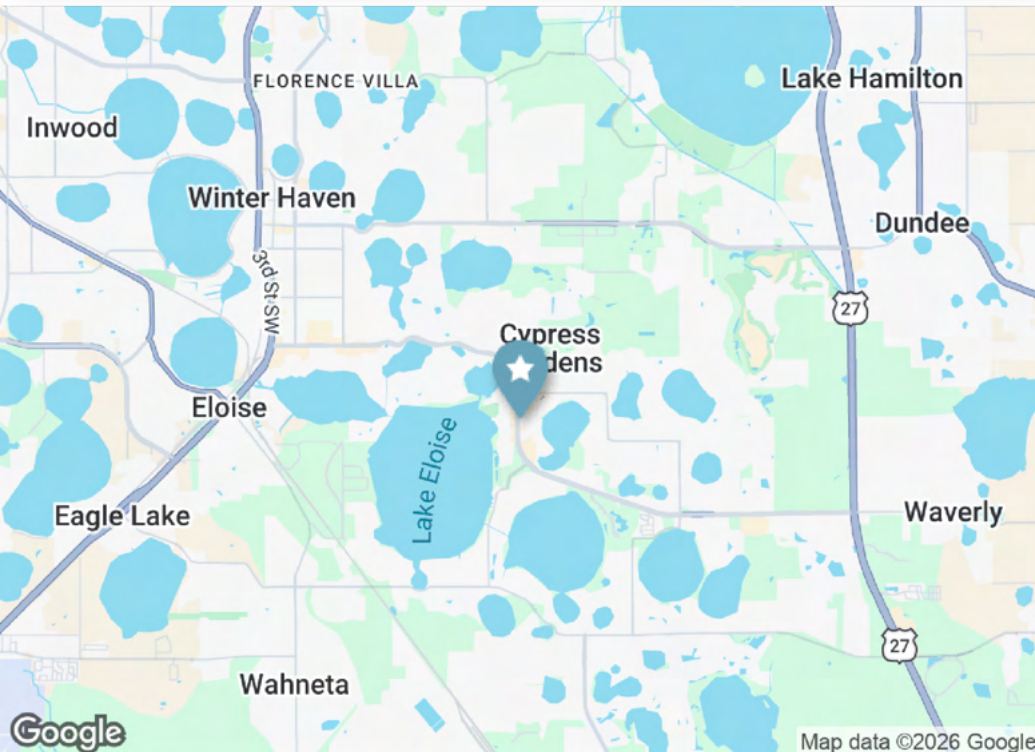 FLORENCE VILLA
Lake Hamilton
Inwood
Winter Haven
Dundee
3rd St SW
27
Cypress
dens
Eloise
Lake Eloise
Eagle Lake
Waverly
27
Wahneta
Google
Map data ©2026 Google